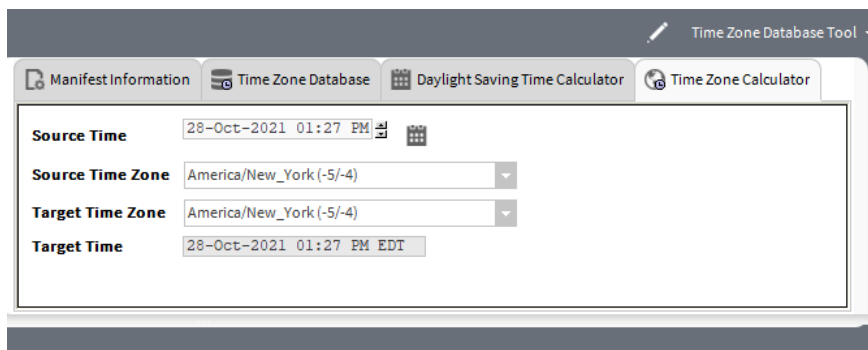 Time Zone Database Tool
Manifest Information Time Zone Database Daylight Saving Time Calculator Time Zone Calculator
Source Time 28-Oct-2021 01:27 PM
Source Time Zone America/New_York (-5/-4)
Target Time Zone America/New_York (-5/-4)
Target Time 28-Oct-2021 01:27 PM EDT